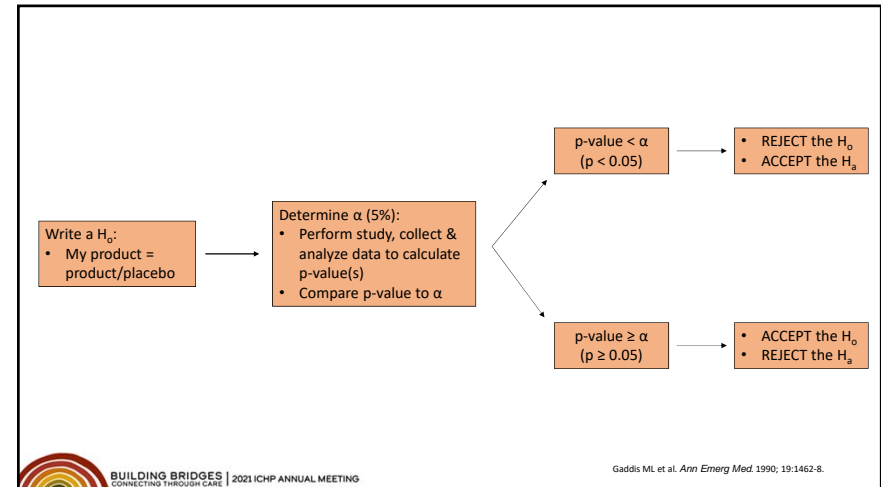 Write a Hₒ:
• My product =
product/placebo
Determine α (5%):
• Perform study, collect &
analyze data to calculate
p-value(s)
• Compare p-value to α
p-value < α
(p < 0.05)
• REJECT the Hₒ
• ACCEPT the Hₐ
p-value ≥ α
(p ≥ 0.05)
• ACCEPT the Hₒ
• REJECT the Hₐ
BUILDING BRIDGES
CONNECTING THROUGH CARE
2021 ICHP ANNUAL MEETING
Gaddis ML et al. Ann Emerg Med. 1990; 19:1462-8.